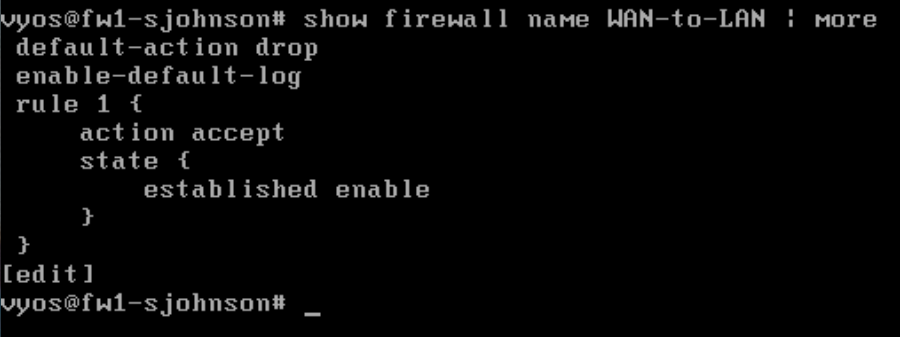 vyos@fw1-sjohnson# show firewall name WAN-to-LAN | more
 default-action drop
 enable-default-log
 rule 1 {
     action accept
     state {
         established enable
     }
 }
[edit]
vyos@fw1-sjohnson# _